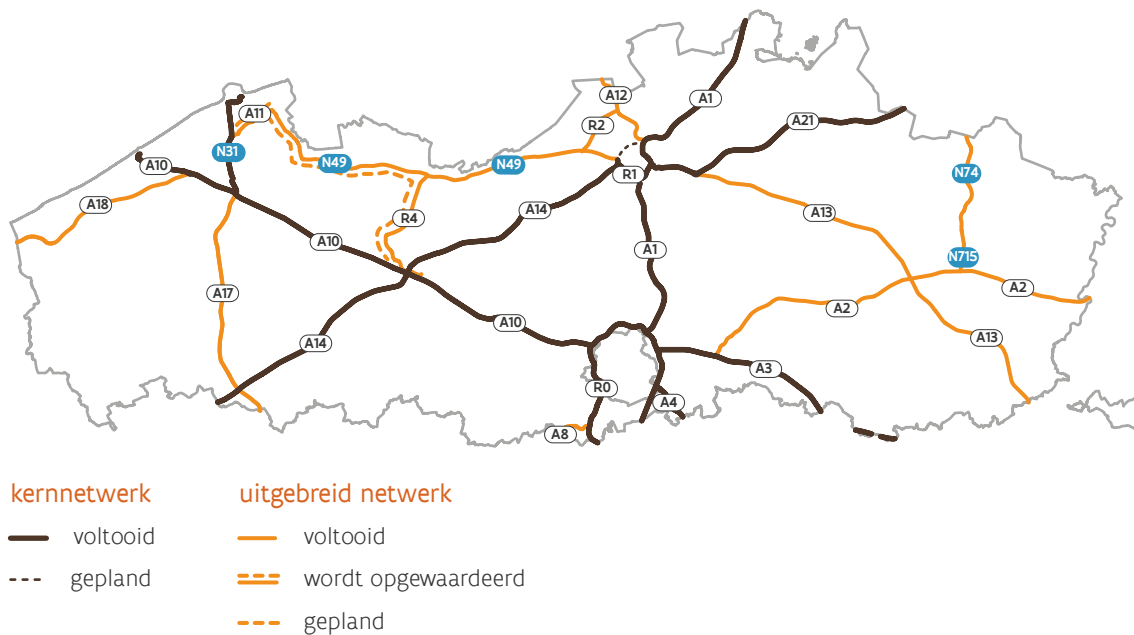 A12
A1
A11
R2
A21
N31
A10
N49
N49
R1
N74
A18
A14
A13
R4
A10
A1
N715
A17
A2
A2
A10
A14
A13
A3
R0
A4
A8
kernnetwerk
voltooid
gepland
uitgebreid netwerk
voltooid
wordt opgewaardeerd
gepland